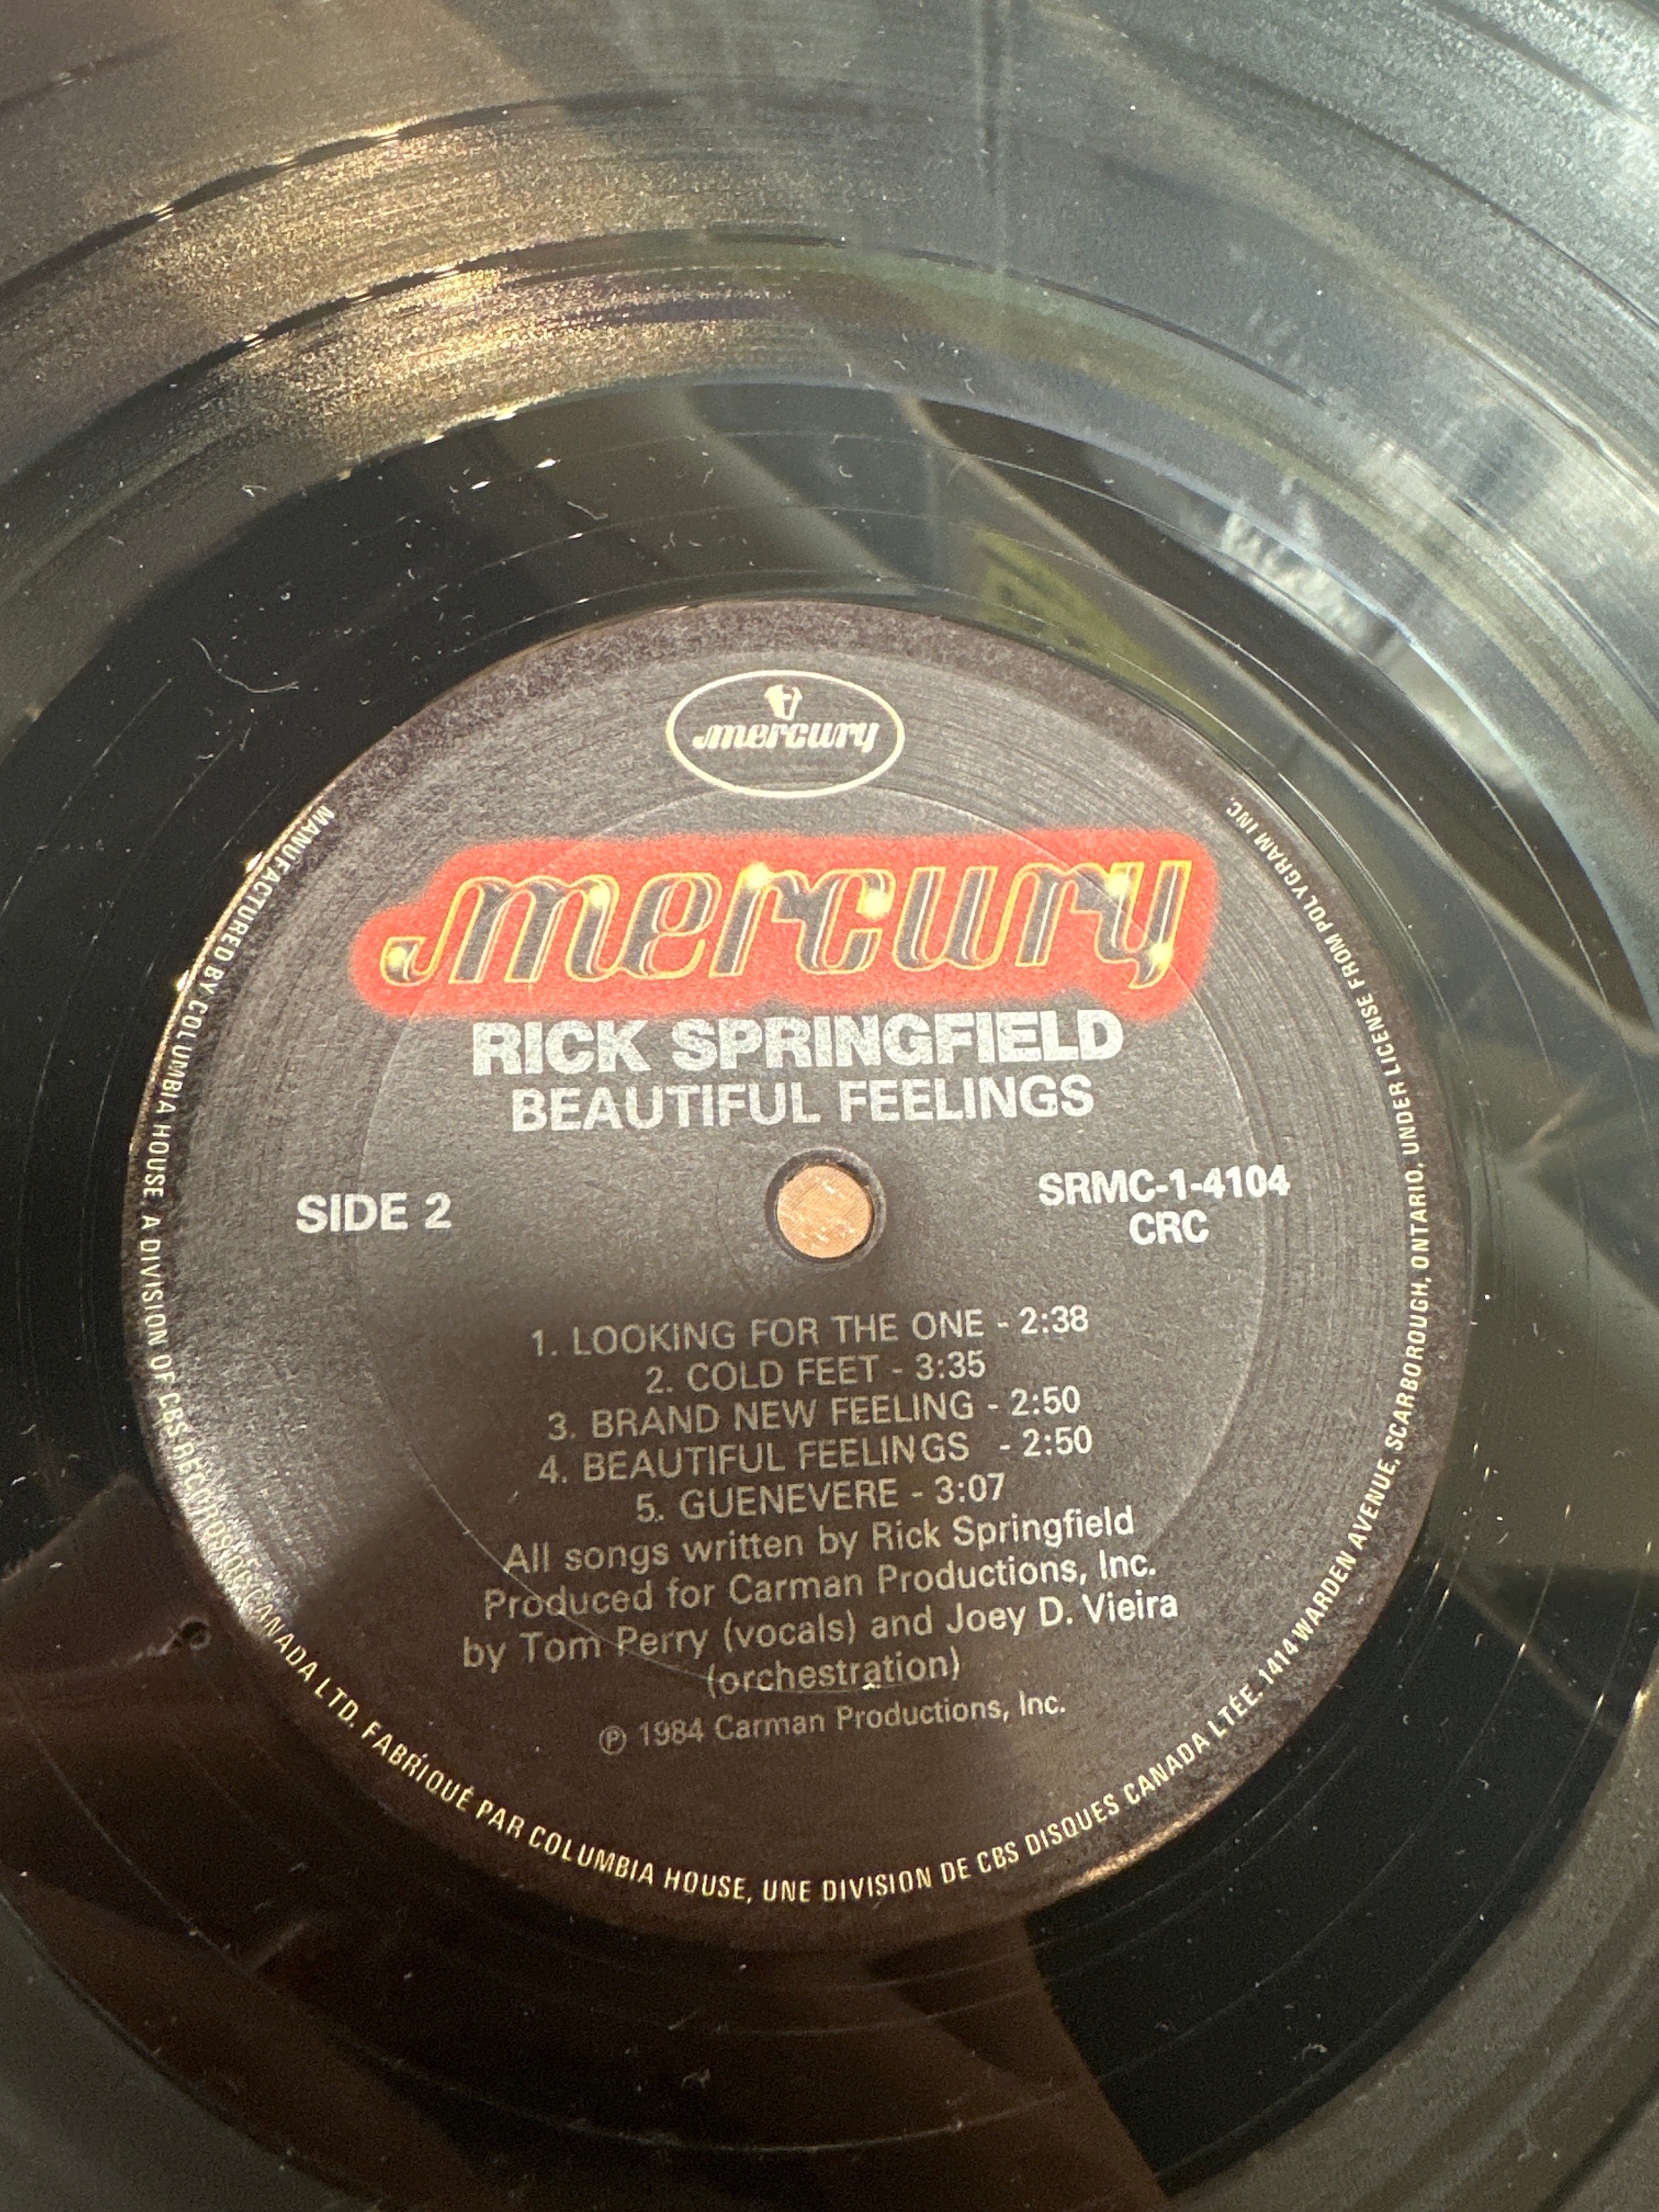 mercury
mercury
RICK SPRINGFIELD
BEAUTIFUL FEELINGS
SIDE 2
SRMC-1-4104
CRC
1. LOOKING FOR THE ONE - 2:38
2. COLD FEET - 3:35
3. BRAND NEW FEELING - 2:50
4. BEAUTIFUL FEELINGS - 2:50
5. GUENEVERE - 3:07
All songs written by Rick Springfield
Produced for Carman Productions, Inc.
by Tom Perry (vocals) and Joey D. Vieira
(orchestration)
℗ 1984 Carman Productions, Inc.
MANUFACTURED BY COLUMBIA HOUSE, A DIVISION OF CBS RECORDS OF CANADA LTD. FABRIQUÉ PAR COLUMBIA HOUSE, UNE DIVISION DE CBS DISQUES CANADA LTÉE. 1414 WARDEN AVENUE, SCARBOROUGH, ONTARIO, UNDER LICENSE FROM POLYGRAM INC.